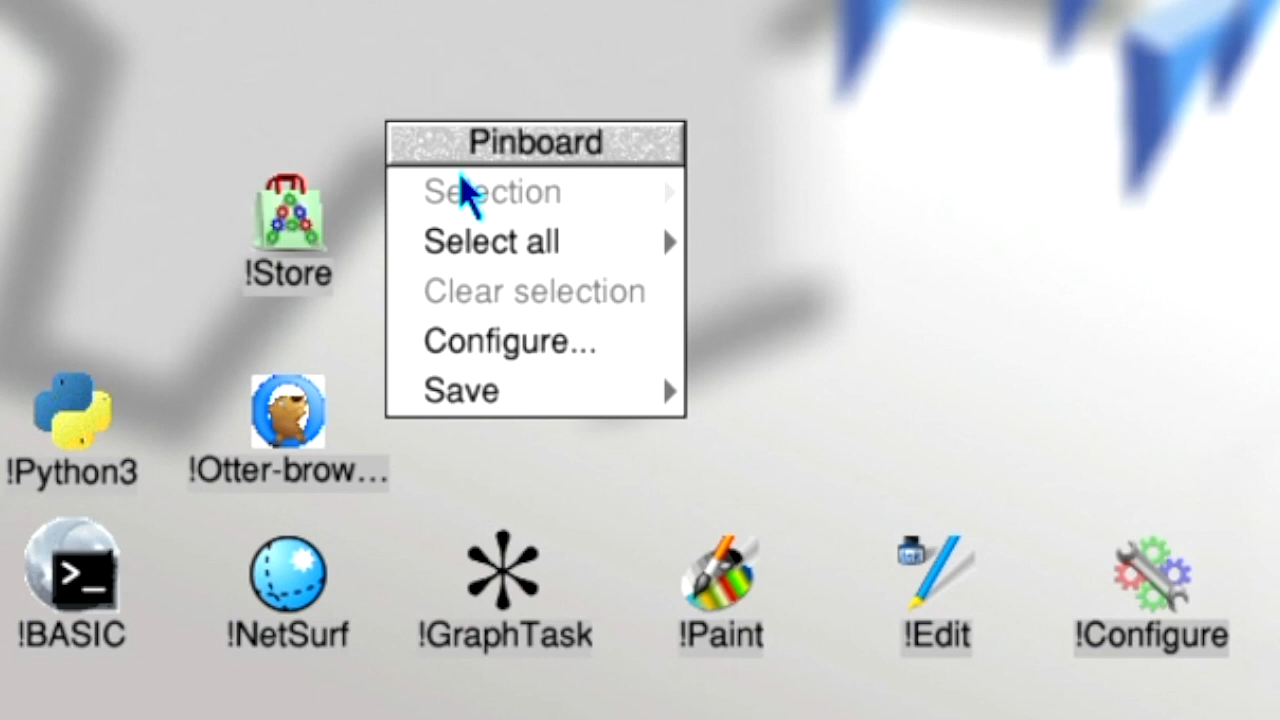 Pinboard
Selection
Select all
Clear selection
Configure...
Save
!Store
!Python3
!Otter-brow...
>_
!BASIC
!NetSurf
!GraphTask
!Paint
!Edit
!Configure